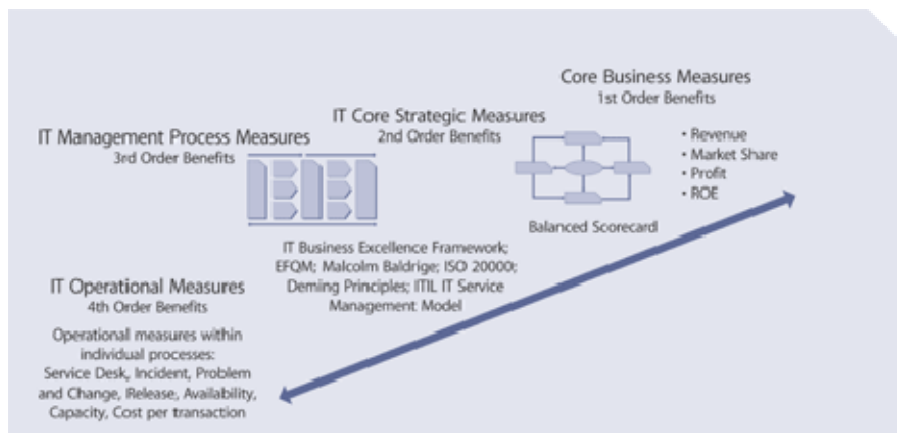 Core Business Measures
1st Order Benefits
• Revenue
• Market Share
• Profit
• ROE
Balanced Scorecard
IT Core Strategic Measures
2nd Order Benefits
IT Management Process Measures
3rd Order Benefits
IT Business Excellence Framework;
EFQM; Malcolm Baldrige; ISO 20000;
Deming Principles; ITIL IT Service
Management: Model
IT Operational Measures
4th Order Benefits
Operational measures within
individual processes:
Service Desk, Incident, Problem
and Change, Release, Availability,
Capacity, Cost per transaction